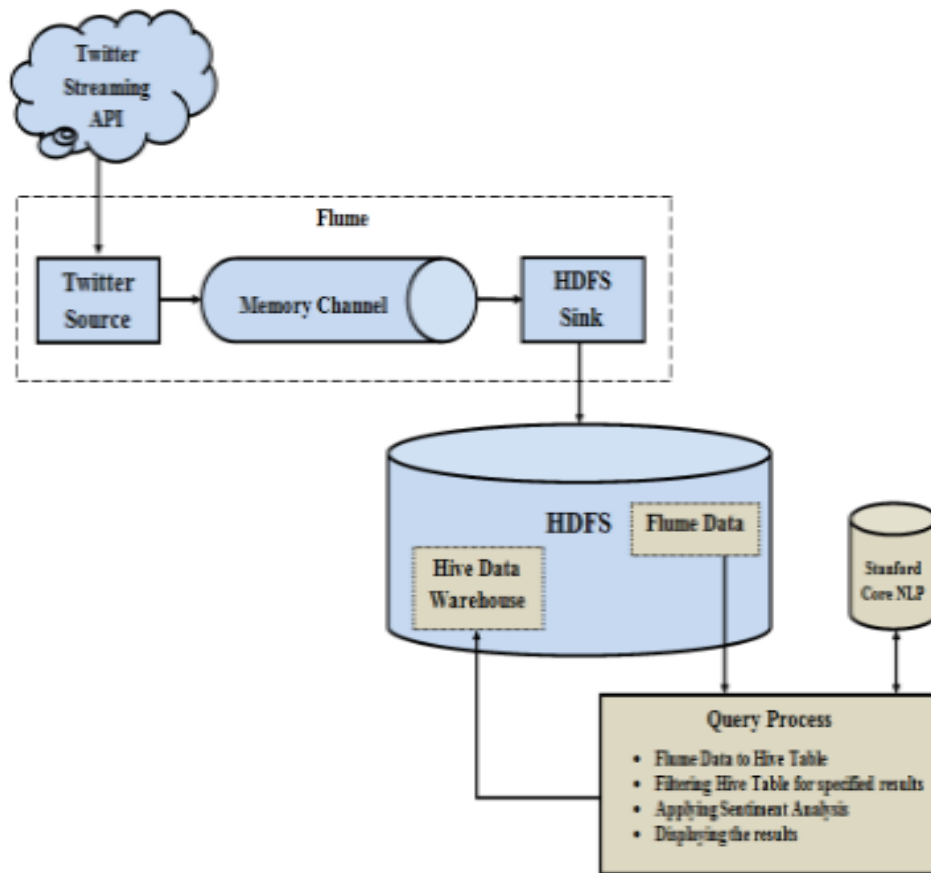 Twitter
Streaming
API
Flume
Twitter
Source
Memory Channel
HDFS
Sink
HDFS
Flume Data
Hive Data
Warehouse
Stanford
Core NLP
Query Process
• Flume Data to Hive Table
• Filtering Hive Table for specified results
• Applying Sentiment Analysis
• Displaying the results